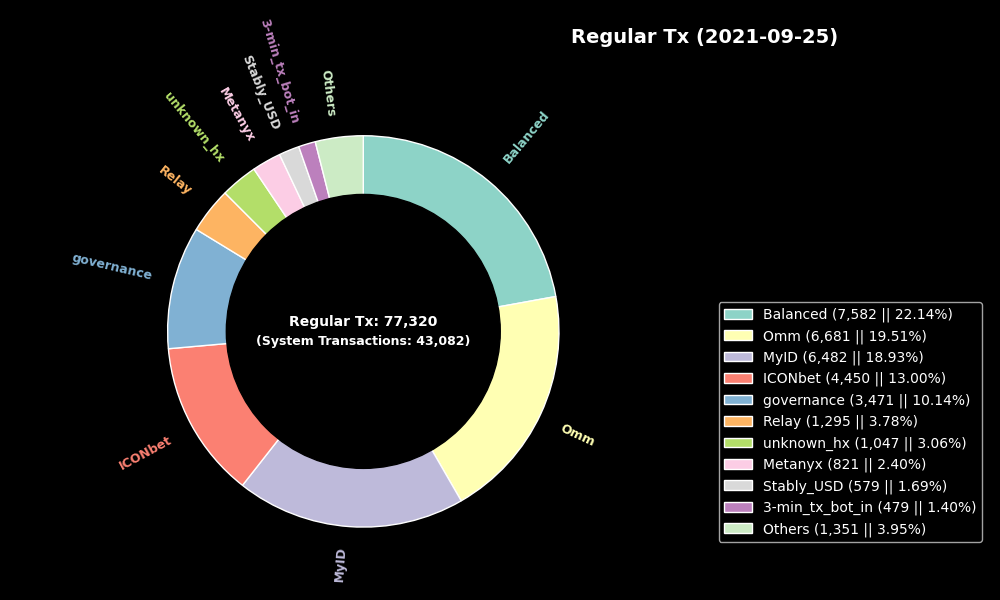 Regular Tx (2021-09-25)
3-min_tx_bot_in
Stably_USD
Others
Metanyx
unknown_hx
Balanced
Relay
governance
Regular Tx: 77,320
(System Transactions: 43,082)
ICONbet
Omm
MyID
Balanced (7,582 || 22.14%)
Omm (6,681 || 19.51%)
MyID (6,482 || 18.93%)
ICONbet (4,450 || 13.00%)
governance (3,471 || 10.14%)
Relay (1,295 || 3.78%)
unknown_hx (1,047 || 3.06%)
Metanyx (821 || 2.40%)
Stably_USD (579 || 1.69%)
3-min_tx_bot_in (479 || 1.40%)
Others (1,351 || 3.95%)